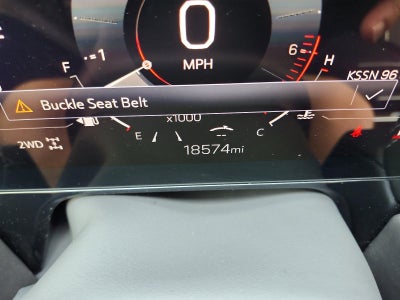 0
MPH
1
6
F
H
KSSN 96
Buckle Seat Belt
x1000
E
C
2WD
18574mi